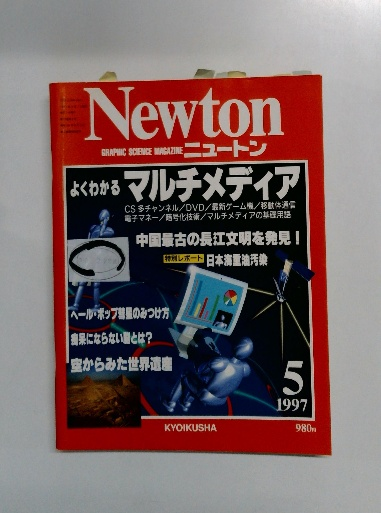 Newton
GRAPHIC SCIENCE MAGAZINE ニュートン
よくわかる マルチメディア
CS多チャンネル／DVD／最新ゲーム機／移動体通信
電子マネー／暗号化技術／マルチメディアの基礎用語
中国最古の長江文明を発見！
特別レポート 日本海重油汚染
ヘール・ボップ彗星のみつけ方
痴呆にならない脳とは？
空からみた世界遺産
5
1997
KYOIKUSHA
980円